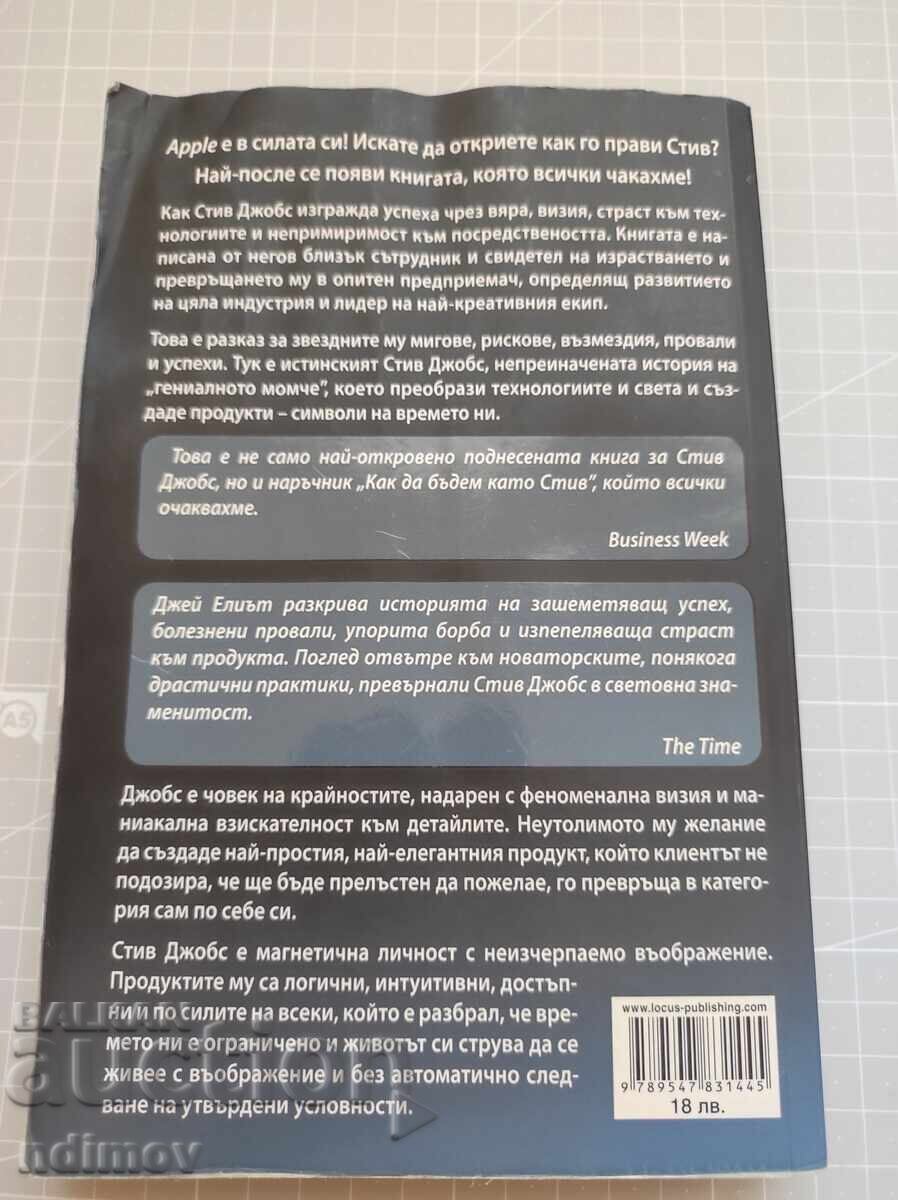 Apple е в силата си! Искате да откриете как го прави Стив?
Най-после се появи книгата, която всички чакахме!
Как Стив Джобс изгражда успеха чрез вяра, визия, страст към тех-
нологиите и непримиримост към посредствеността. Книгата е на-
писана от негов близък сътрудник и свидетел на израстването и
превръщането му в опитен предприемач, определящ развитието
на цяла индустрия и лидер на най-креативния екип.
Това е разказ за звездните му мигове, рискове, възмездия, провали
и успехи. Тук е истинският Стив Джобс, непреиначената история на
„гениалното момче”, което преобрази технологиите и света и съз-
даде продукти – символи на времето ни.
Това е не само най-откровено поднесената книга за Стив
Джобс, но и наръчник „Как да бъдем като Стив”, който всички
очаквахме.
Business Week
Джей Елиът разкрива историята на зашеметяващ успех,
болезнени провали, упорита борба и изпепеляваща страст
към продукта. Поглед отвътре към новаторските, понякога
драстични практики, превърнали Стив Джобс в световна зна-
менитост.
The Time
Джобс е човек на крайностите, надарен с феноменална визия и ма-
ниакална взискателност към детайлите. Неутолимото му желание
да създаде най-простия, най-елегантния продукт, който клиентът не
подозира, че ще бъде прелъстен да пожелае, го превръща в катего-
рия сам по себе си.
Стив Джобс е магнетична личност с неизчерпаемо въображение.
Продуктите му са логични, интуитивни, достъп-
ни и по силите на всеки, който е разбрал, че вре-
мето ни е ограничено и животът си струва да се
живее с въображение и без автоматично след-
ване на утвърдени условности.
www.locus-publishing.com
9 789547 831445
18 лв.
A5
BALKAN
auction
ndimov